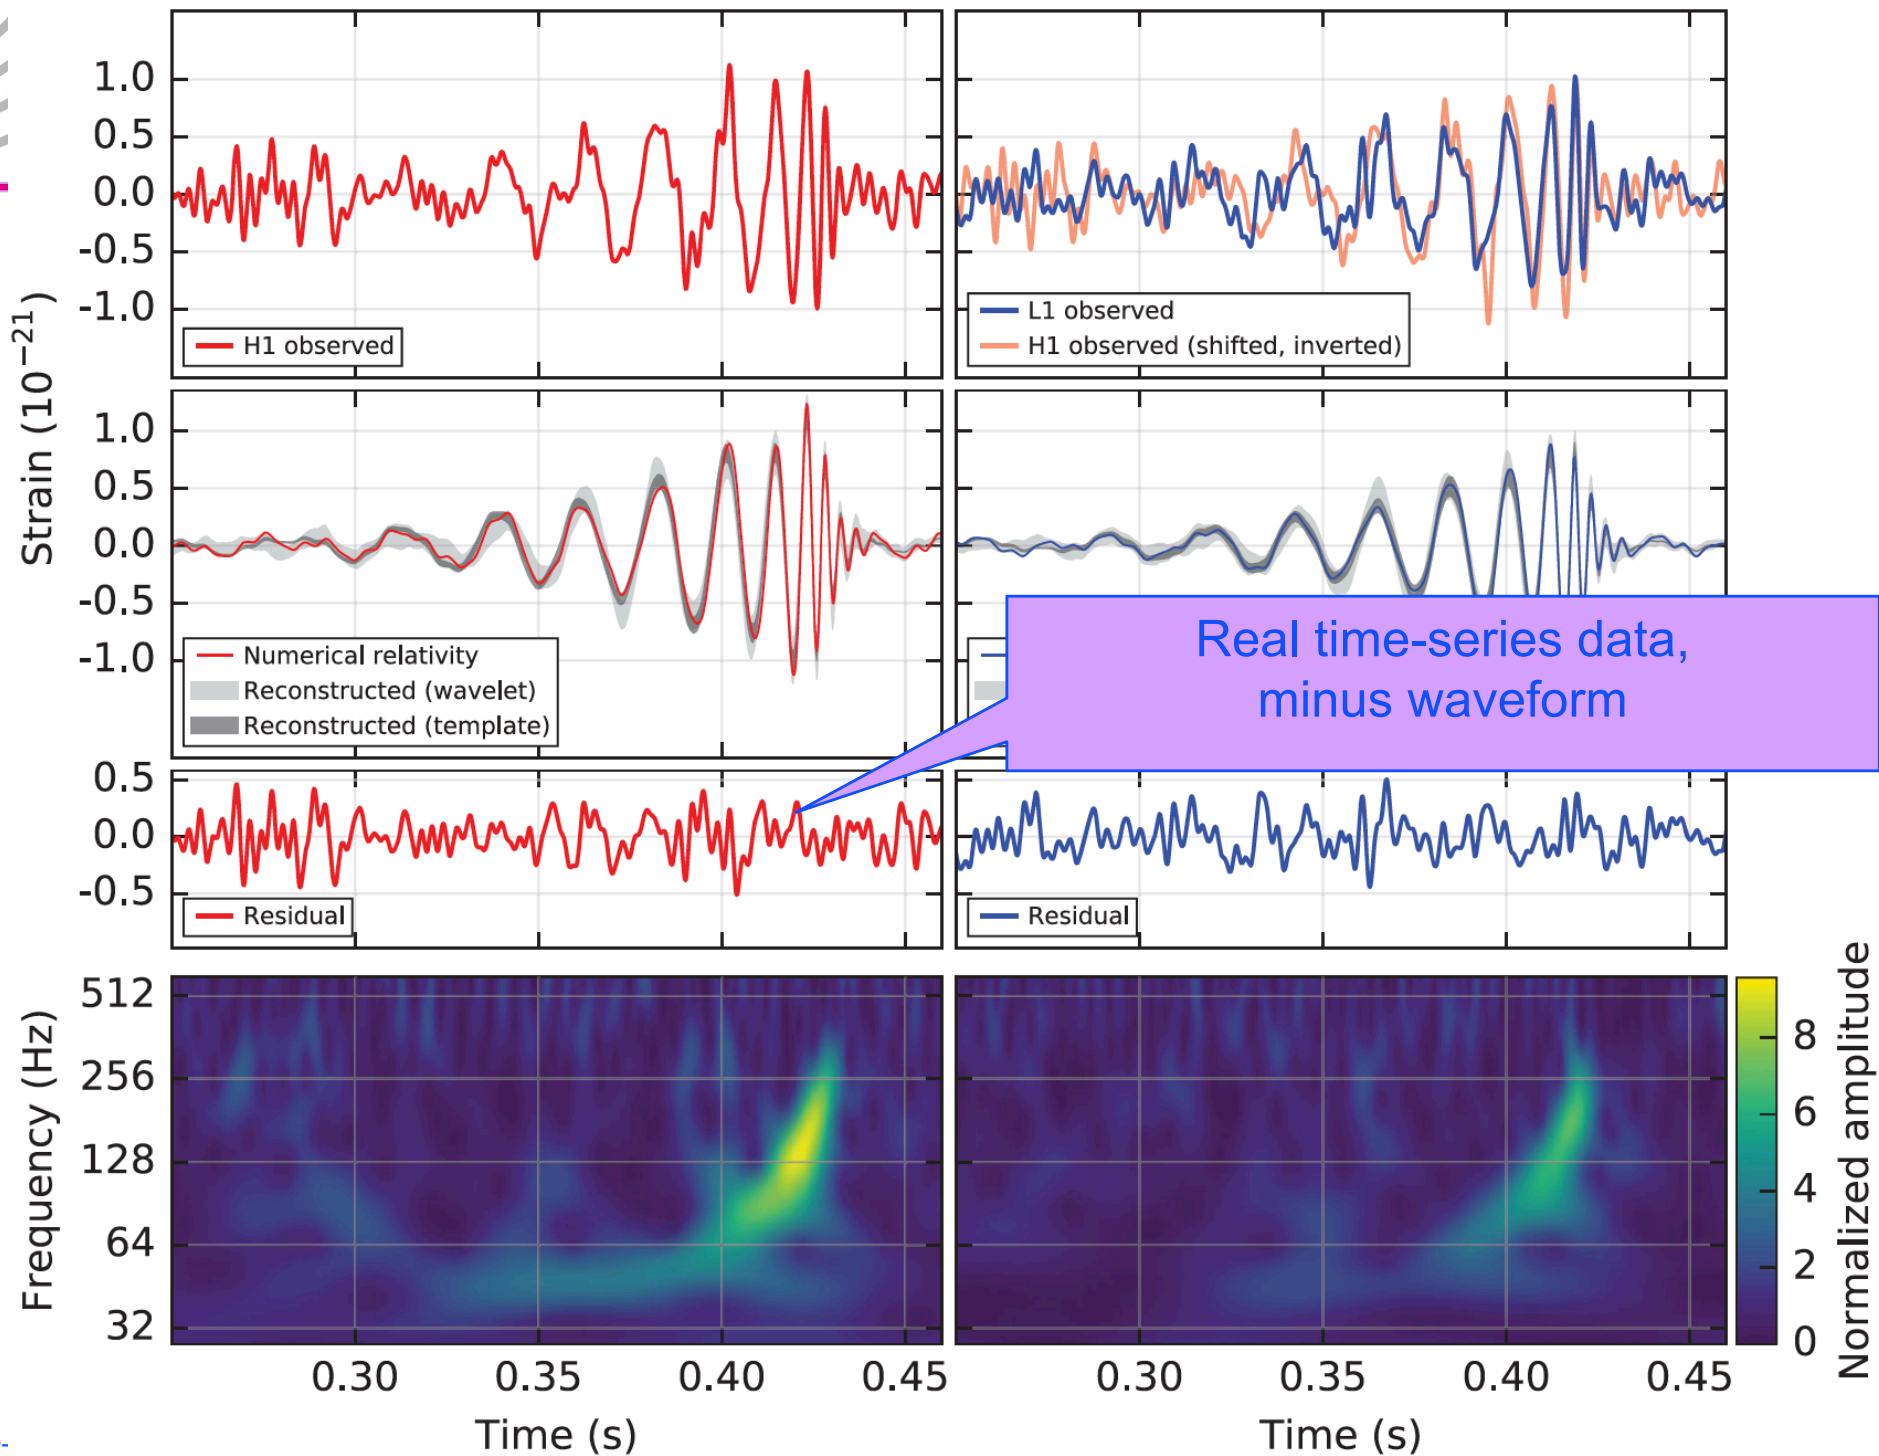 1.0
0.5
0.0
-0.5
-1.0
H1 observed
L1 observed
H1 observed (shifted, inverted)
Strain (10⁻²¹)
1.0
0.5
0.0
-0.5
-1.0
Numerical relativity
Reconstructed (wavelet)
Reconstructed (template)
Real time-series data,
minus waveform
0.5
0.0
-0.5
Residual
Residual
Frequency (Hz)
512
256
128
64
32
0.30 0.35 0.40 0.45
Time (s)
0.30 0.35 0.40 0.45
Time (s)
8
6
4
2
0
Normalized amplitude